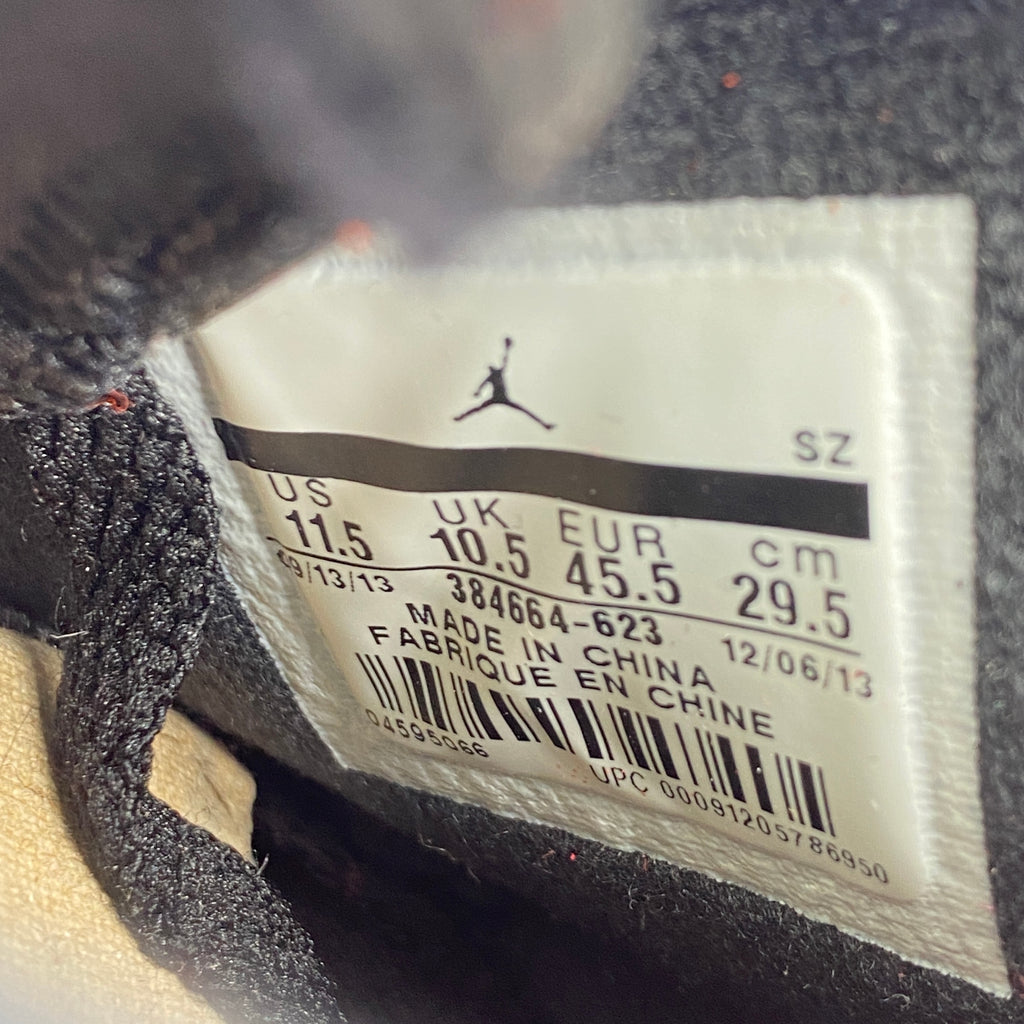 SZ
US UK EUR cm
11.5 10.5 45.5 29.5
09/13/13 384664-623 12/06/13
MADE IN CHINA
FABRIQUE EN CHINE
04595066 UPC 00091205786950